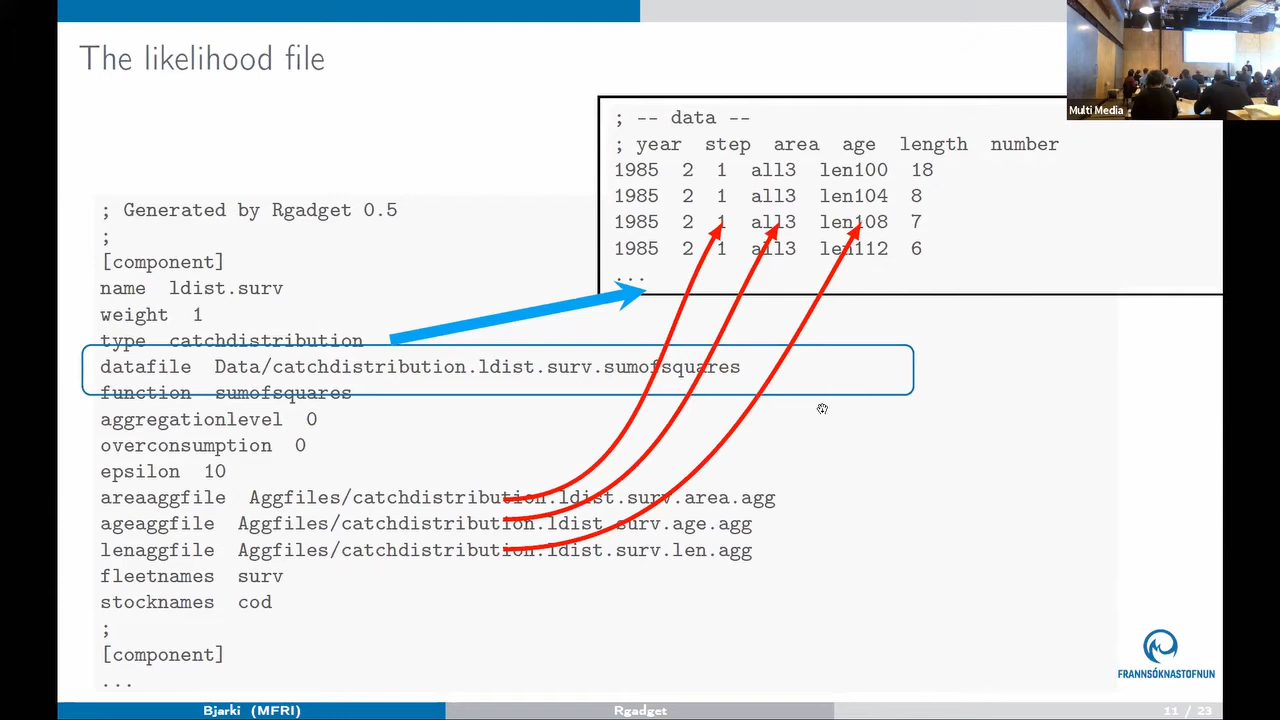 The likelihood file
Multi Media
; -- data --
; year step area age length number
1985 2 1 all3 len100 18
1985 2 1 all3 len104 8
1985 2 1 all3 len108 7
1985 2 1 all3 len112 6
...
; Generated by Rgadget 0.5
;
[component]
name ldist.surv
weight 1
type catchdistribution
datafile Data/catchdistribution.ldist.surv.sumofsquares
function sumofsquares
aggregationlevel 0
overconsumption 0
epsilon 10
areaaggfile Aggfiles/catchdistribution.ldist.surv.area.agg
ageaggfile Aggfiles/catchdistribution.ldist.surv.age.agg
lenaggfile Aggfiles/catchdistribution.ldist.surv.len.agg
fleetnames surv
stocknames cod
;
[component]
...
FRANNSÓKNASTOFNUN
Bjarki (MFRI)
Rgadget
11 / 23